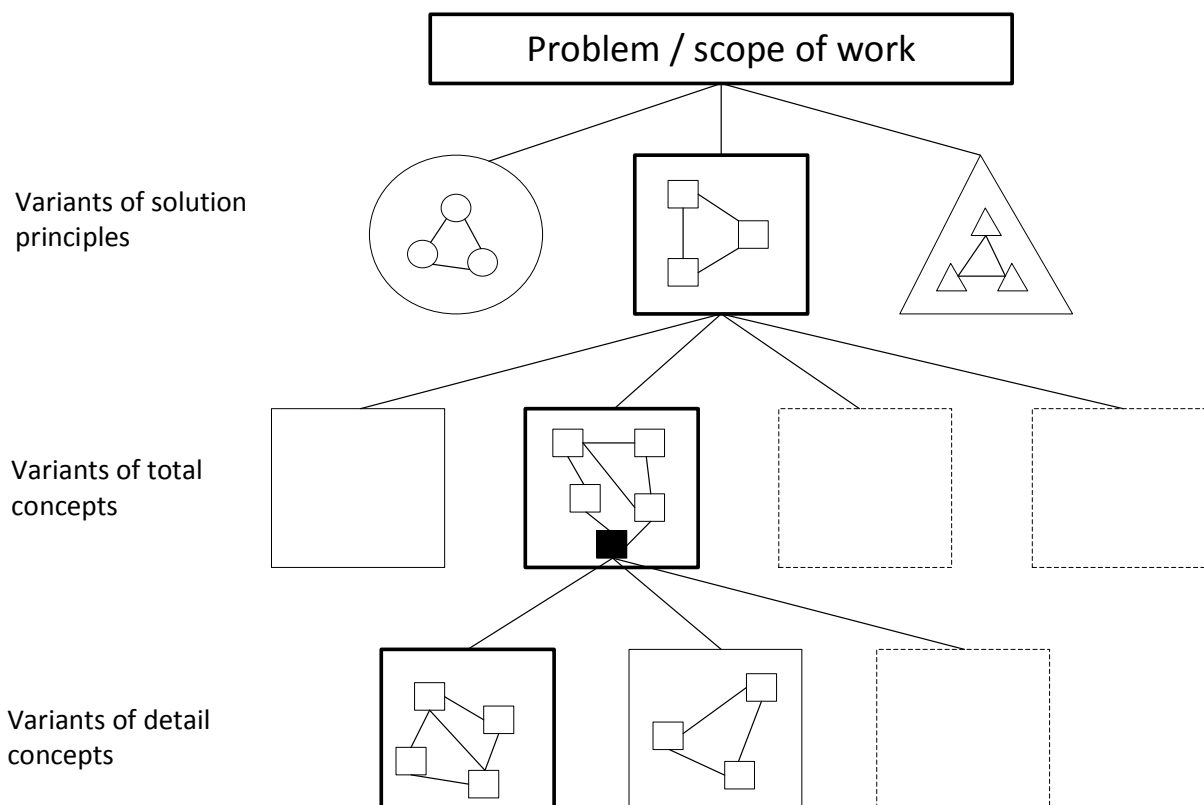 Problem / scope of work
Variants of solution
principles
Variants of total
concepts
Variants of detail
concepts